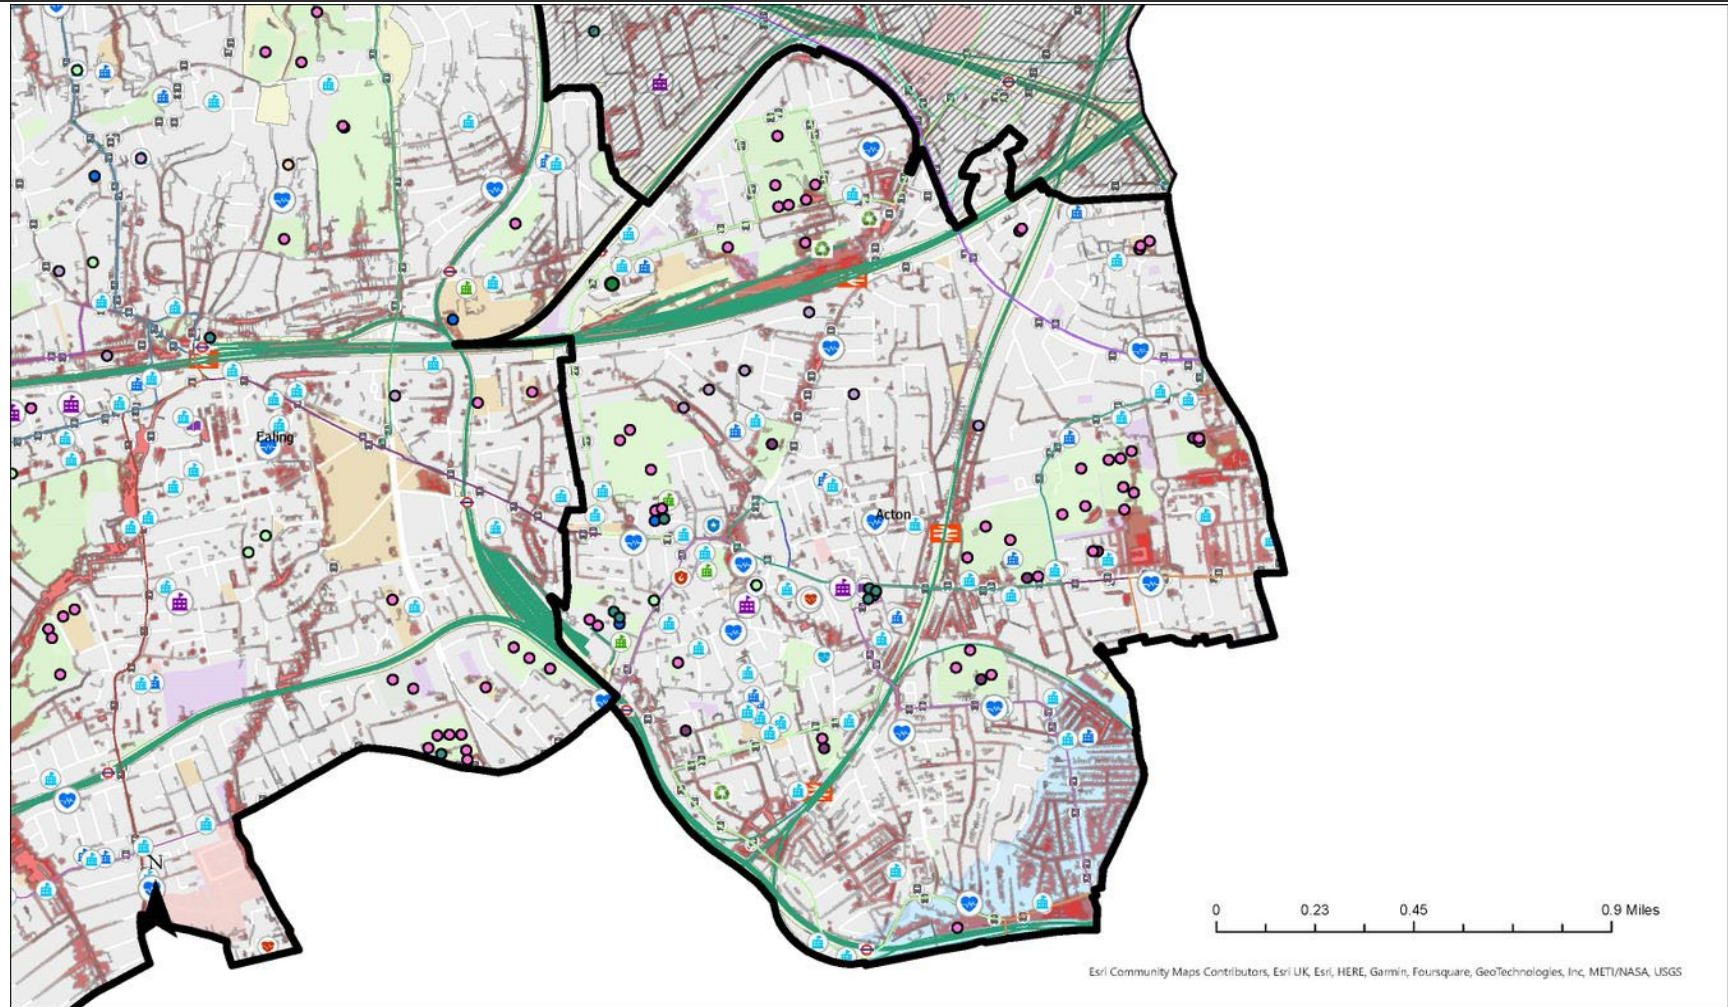 Ealing
Acton
N
0 0.23 0.45 0.9 Miles
Esri Community Maps Contributors, Esri UK, Esri, HERE, Garmin, Foursquare, GeoTechnologies, Inc, METI/NASA, USGS